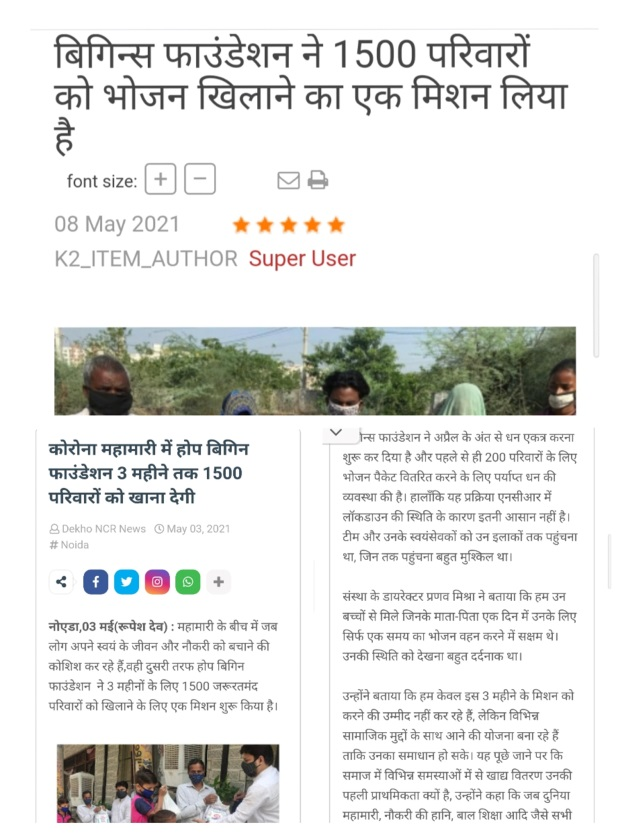 बिगिन्स फाउंडेशन ने 1500 परिवारों
को भोजन खिलाने का एक मिशन लिया
है
font size: + −
08 May 2021
K2_ITEM_AUTHOR Super User
कोरोना महामारी में होप बिगिन
फाउंडेशन 3 महीने तक 1500
परिवारों को खाना देगी
Dekho NCR News May 03, 2021
# Noida
नोएडा,03 मई(रूपेश देव) : महामारी के बीच में जब
लोग अपने स्वयं के जीवन और नौकरी को बचाने की
कोशिश कर रहे हैं,वही दुसरी तरफ होप बिगिन
फाउंडेशन ने 3 महीनों के लिए 1500 जरूरतमंद
परिवारों को खिलाने के लिए एक मिशन शुरू किया है।
फाउंडेशन ने अप्रैल के अंत से धन एकत्र करना
शुरू कर दिया है और पहले से ही 200 परिवारों के लिए
भोजन पैकेट वितरित करने के लिए पर्याप्त धन की
व्यवस्था की है। हालाँकि यह प्रक्रिया एनसीआर में
लॉकडाउन की स्थिति के कारण इतनी आसान नहीं है।
टीम और उनके स्वयंसेवकों को उन इलाकों तक पहुंचना
था, जिन तक पहुंचना बहुत मुश्किल था।
संस्था के डायरेक्टर प्रणव मिश्रा ने बताया कि हम उन
बच्चों से मिले जिनके माता-पिता एक दिन में उनके लिए
सिर्फ एक समय का भोजन वहन करने में सक्षम थे।
उनकी स्थिति को देखना बहुत दर्दनाक था।
उन्होंने बताया कि हम केवल इस 3 महीने के मिशन को
करने की उम्मीद नहीं कर रहे हैं, लेकिन विभिन्न
सामाजिक मुद्दों के साथ आने की योजना बना रहे हैं
ताकि उनका समाधान हो सके। यह पूछे जाने पर कि
समाज में विभिन्न समस्याओं में से खाद्य वितरण उनकी
पहली प्राथमिकता क्यों है, उन्होंने कहा कि जब दुनिया
महामारी, नौकरी की हानि, बाल शिक्षा आदि जैसे सभी